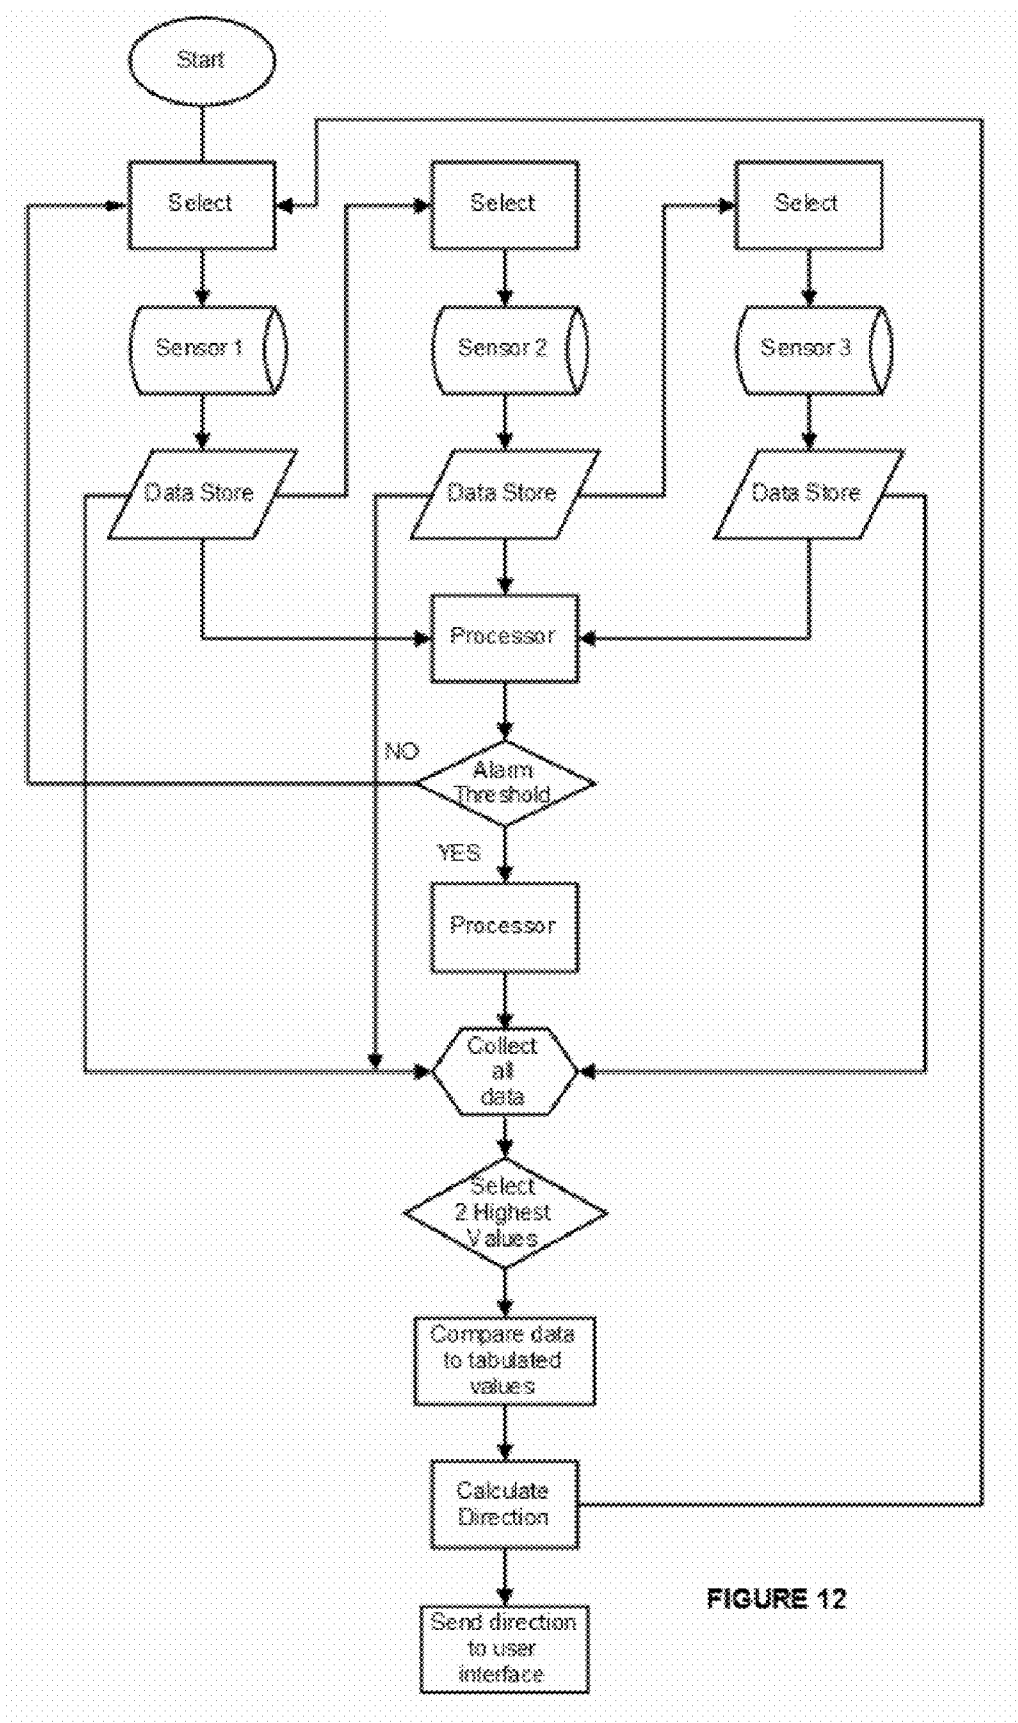 Start
Select
Select
Select
Sensor 1
Sensor 2
Sensor 3
Data Store
Data Store
Data Store
Processor
NO
Alarm
Threshold
YES
Processor
Collect
all
data
Select
2 Highest
Values
Compare data
to tabulated
values
Calculate
Direction
FIGURE 12
Send direction
to user
interface